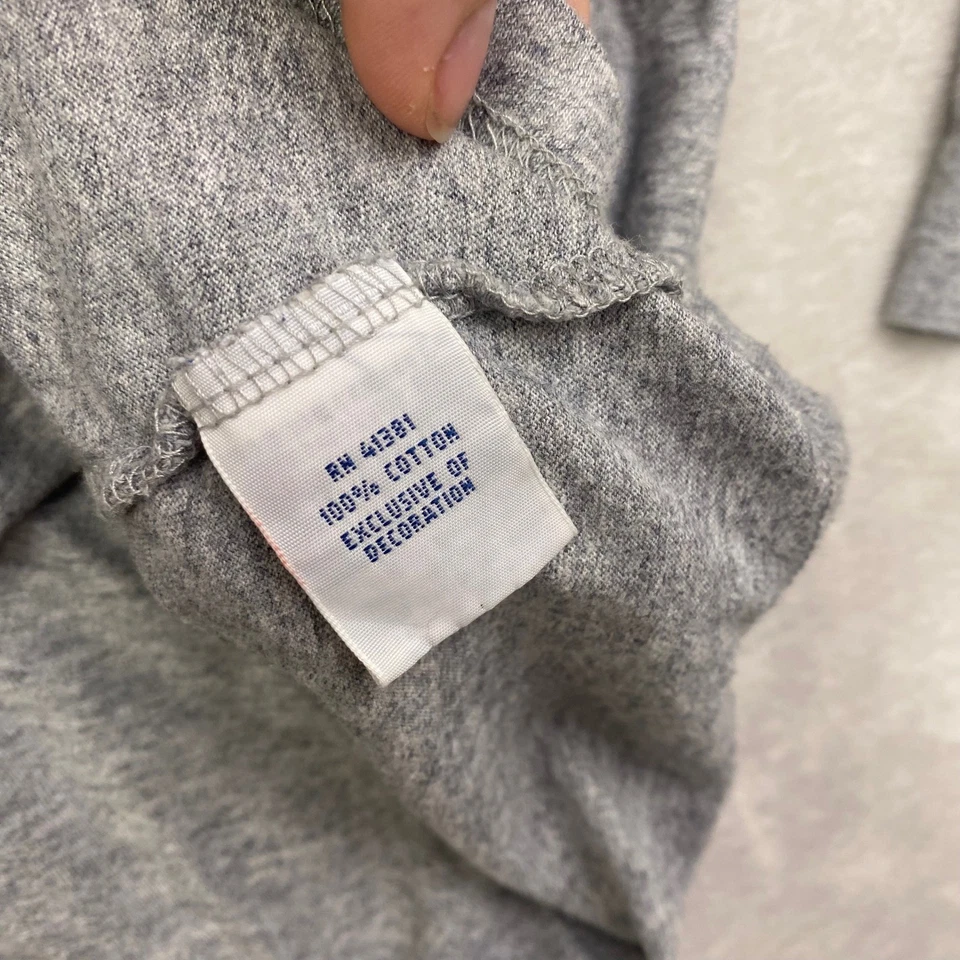 RN 41381
100% COTTON
EXCLUSIVE OF
DECORATION